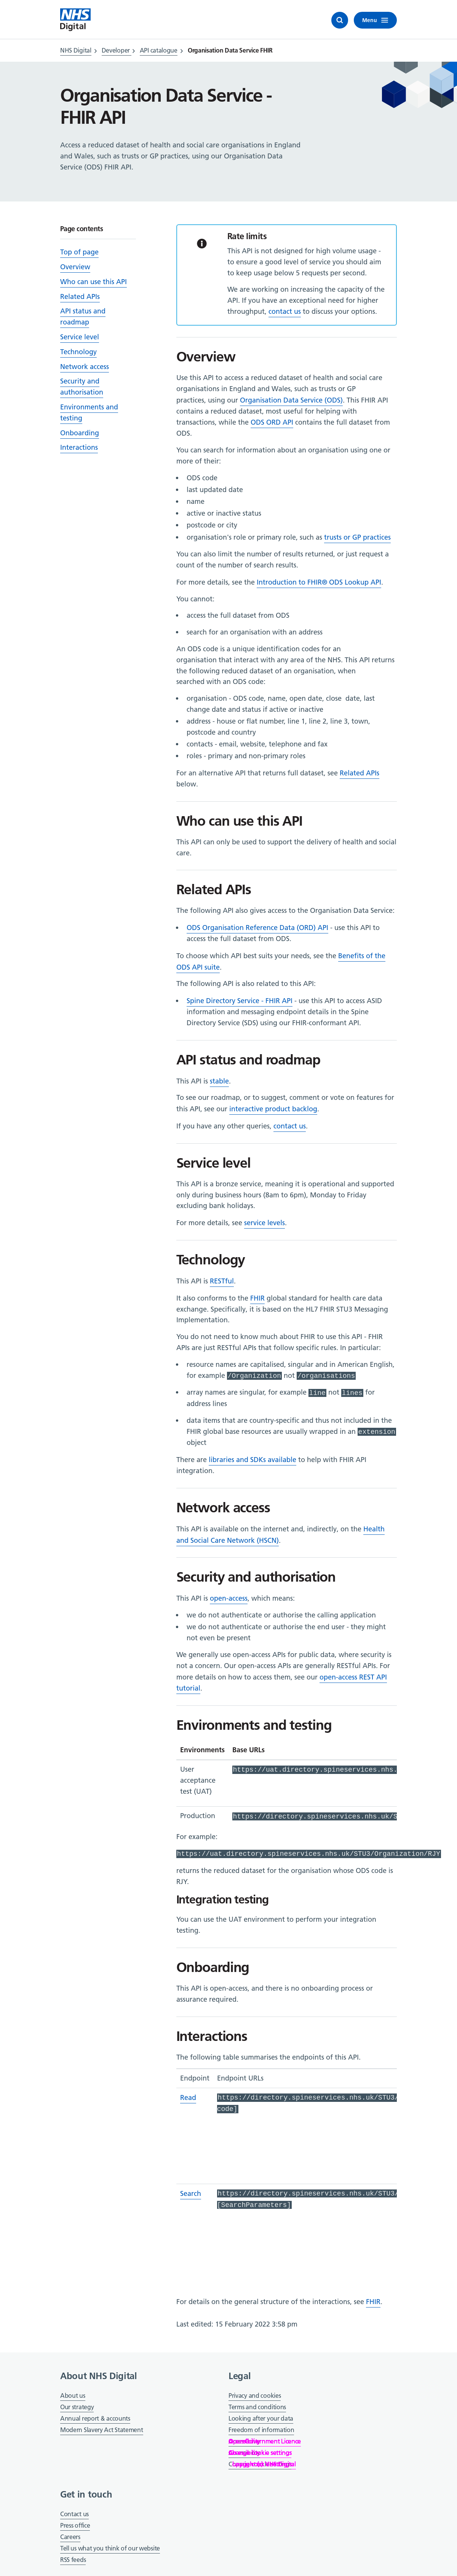 NHS
Digital
Menu
NHS Digital
Developer
API catalogue
Organisation Data Service FHIR
Organisation Data Service -
FHIR API
Access a reduced dataset of health and social care organisations in England
and Wales, such as trusts or GP practices, using our Organisation Data
Service (ODS) FHIR API.
Page contents
Top of page
Overview
Who can use this API
Related APIs
API status and
roadmap
Service level
Technology
Network access
Security and
authorisation
Environments and
testing
Onboarding
Interactions
Rate limits
This API is not designed for high volume usage -
to ensure a good level of service you should aim
to keep usage below 5 requests per second.
We are working on increasing the capacity of the
API. If you have an exceptional need for higher
throughput, contact us to discuss your options.
Overview
Use this API to access a reduced dataset of health and social care
organisations in England and Wales, such as trusts or GP
practices, using our Organisation Data Service (ODS). This FHIR API
contains a reduced dataset, most useful for helping with
transactions, while the ODS ORD API contains the full dataset from
ODS.
You can search for information about an organisation using one or
more of their:
• ODS code
• last updated date
• name
• active or inactive status
• postcode or city
• organisation's role or primary role, such as trusts or GP practices
You can also limit the number of results returned, or just request a
count of the number of search results.
For more details, see the Introduction to FHIR® ODS Lookup API.
You cannot:
• access the full dataset from ODS
• search for an organisation with an address
An ODS code is a unique identification codes for an
organisation that interact with any area of the NHS. This API returns
the following reduced dataset of an organisation, when
searched with an ODS code:
• organisation - ODS code, name, open date, close date, last
change date and status if active or inactive
• address - house or flat number, line 1, line 2, line 3, town,
postcode and country
• contacts - email, website, telephone and fax
• roles - primary and non-primary roles
For an alternative API that returns full dataset, see Related APIs
below.
Who can use this API
This API can only be used to support the delivery of health and social
care.
Related APIs
The following API also gives access to the Organisation Data Service:
• ODS Organisation Reference Data (ORD) API - use this API to
access the full dataset from ODS.
To choose which API best suits your needs, see the Benefits of the
ODS API suite.
The following API is also related to this API:
• Spine Directory Service - FHIR API - use this API to access ASID
information and messaging endpoint details in the Spine
Directory Service (SDS) using our FHIR-conformant API.
API status and roadmap
This API is stable.
To see our roadmap, or to suggest, comment or vote on features for
this API, see our interactive product backlog.
If you have any other queries, contact us.
Service level
This API is a bronze service, meaning it is operational and supported
only during business hours (8am to 6pm), Monday to Friday
excluding bank holidays.
For more details, see service levels.
Technology
This API is RESTful.
It also conforms to the FHIR global standard for health care data
exchange. Specifically, it is based on the HL7 FHIR STU3 Messaging
Implementation.
You do not need to know much about FHIR to use this API - FHIR
APIs are just RESTful APIs that follow specific rules. In particular:
• resource names are capitalised, singular and in American English,
for example /Organization not /organisations
• array names are singular, for example line not lines for
address lines
• data items that are country-specific and thus not included in the
FHIR global base resources are usually wrapped in an extension
object
There are libraries and SDKs available to help with FHIR API
integration.
Network access
This API is available on the internet and, indirectly, on the Health
and Social Care Network (HSCN).
Security and authorisation
This API is open-access, which means:
• we do not authenticate or authorise the calling application
• we do not authenticate or authorise the end user - they might
not even be present
We generally use open-access APIs for public data, where security is
not a concern. Our open-access APIs are generally RESTful APIs. For
more details on how to access them, see our open-access REST API
tutorial.
Environments and testing
Environments Base URLs
User
acceptance
test (UAT)
https://uat.directory.spineservices.nhs.
Production
https://directory.spineservices.nhs.uk/S
For example:
https://uat.directory.spineservices.nhs.uk/STU3/Organization/RJY
returns the reduced dataset for the organisation whose ODS code is
RJY.
Integration testing
You can use the UAT environment to perform your integration
testing.
Onboarding
This API is open-access, and there is no onboarding process or
assurance required.
Interactions
The following table summarises the endpoints of this API.
Endpoint Endpoint URLs
Read
https://directory.spineservices.nhs.uk/STU3/
code]
Search
https://directory.spineservices.nhs.uk/STU3/
[SearchParameters]
For details on the general structure of the interactions, see FHIR.
Last edited: 15 February 2022 3:58 pm
About NHS Digital
About us
Our strategy
Annual report & accounts
Modern Slavery Act Statement
Legal
Privacy and cookies
Terms and conditions
Looking after your data
Freedom of information
Get in touch
Contact us
Press office
Careers
Tell us what you think of our website
RSS feeds